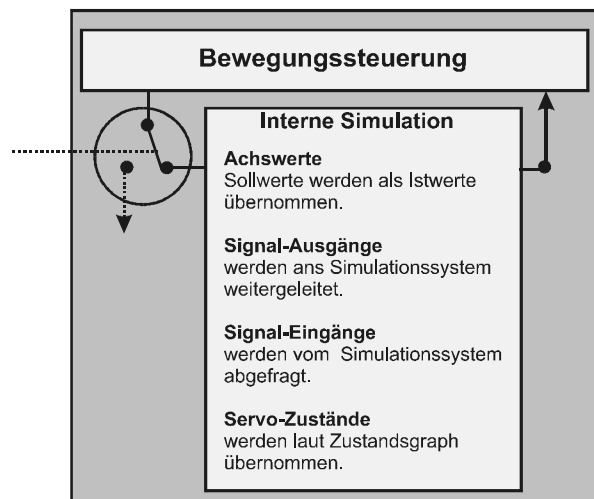 Bewegungssteuerung
Interne Simulation
Achswerte
Sollwerte werden als Istwerte
übernommen.
Signal-Ausgänge
werden ans Simulationssystem
weitergeleitet.
Signal-Eingänge
werden vom Simulationssystem
abgefragt.
Servo-Zustände
werden laut Zustandsgraph
übernommen.